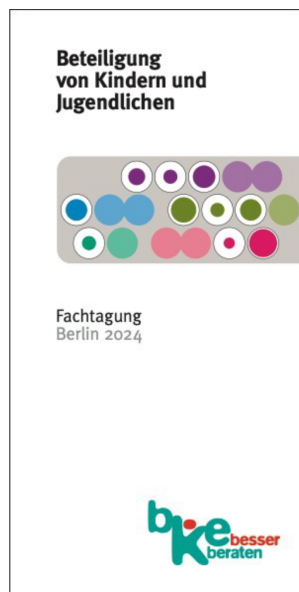 Beteiligung
von Kindern und
Jugendlichen
Fachtagung
Berlin 2024
bke besser
beraten